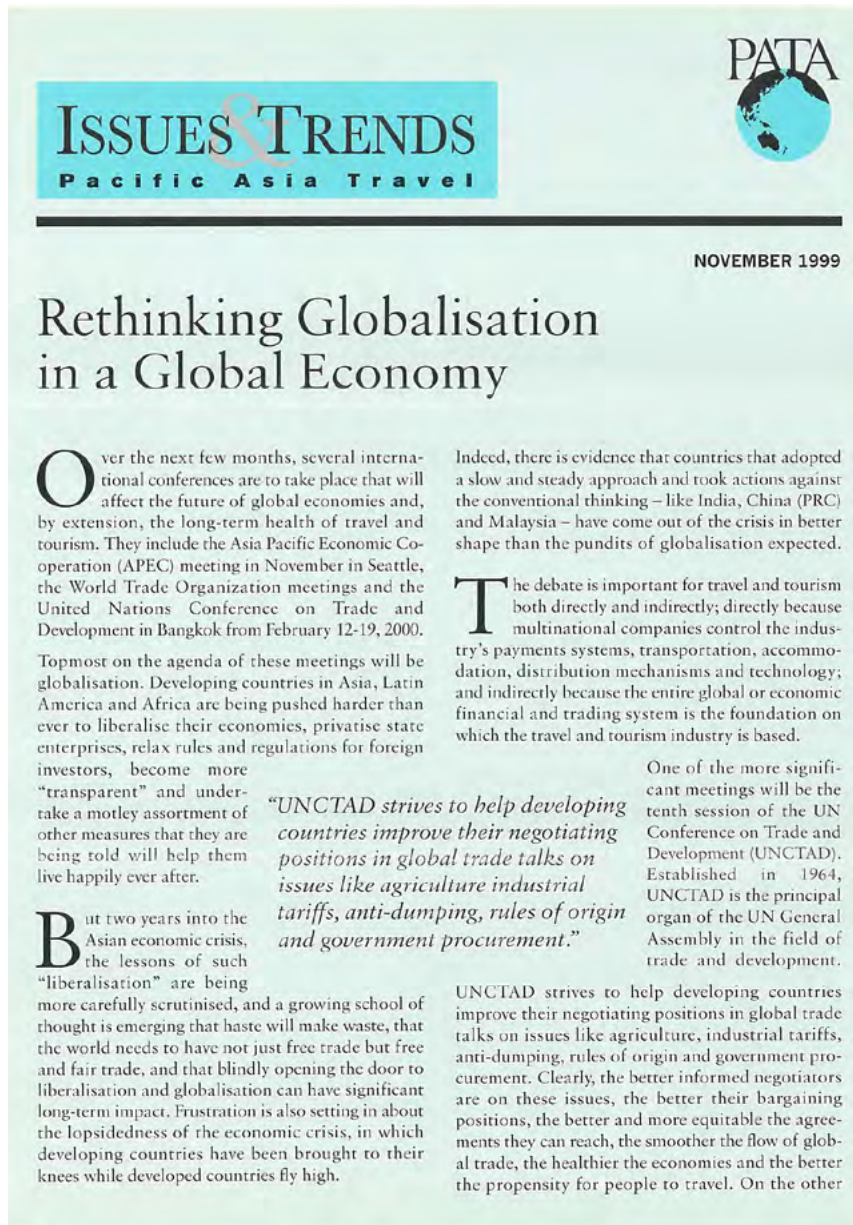 PATA
ISSUES & TRENDS
Pacific Asia Travel
NOVEMBER 1999
Rethinking Globalisation
in a Global Economy
Over the next few months, several interna-
tional conferences are to take place that will
affect the future of global economies and,
by extension, the long-term health of travel and
tourism. They include the Asia Pacific Economic Co-
operation (APEC) meeting in November in Seattle,
the World Trade Organization meetings and the
United Nations Conference on Trade and
Development in Bangkok from February 12-19, 2000.
Topmost on the agenda of these meetings will be
globalisation. Developing countries in Asia, Latin
America and Africa are being pushed harder than
ever to liberalise their economies, privatise state
enterprises, relax rules and regulations for foreign
investors, become more
"transparent" and under-
take a motley assortment of
other measures that they are
being told will help them
live happily ever after.
But two years into the
Asian economic crisis,
the lessons of such
"liberalisation" are being
more carefully scrutinised, and a growing school of
thought is emerging that haste will make waste, that
the world needs to have not just free trade but free
and fair trade, and that blindly opening the door to
liberalisation and globalisation can have significant
long-term impact. Frustration is also setting in about
the lopsidedness of the economic crisis, in which
developing countries have been brought to their
knees while developed countries fly high.
"UNCTAD strives to help developing
countries improve their negotiating
positions in global trade talks on
issues like agriculture industrial
tariffs, anti-dumping, rules of origin
and government procurement."
Indeed, there is evidence that countries that adopted
a slow and steady approach and took actions against
the conventional thinking – like India, China (PRC)
and Malaysia – have come out of the crisis in better
shape than the pundits of globalisation expected.
The debate is important for travel and tourism
both directly and indirectly; directly because
multinational companies control the indus-
try's payments systems, transportation, accommo-
dation, distribution mechanisms and technology;
and indirectly because the entire global or economic
financial and trading system is the foundation on
which the travel and tourism industry is based.
One of the more signifi-
cant meetings will be the
tenth session of the UN
Conference on Trade and
Development (UNCTAD).
Established in 1964,
UNCTAD is the principal
organ of the UN General
Assembly in the field of
trade and development.
UNCTAD strives to help developing countries
improve their negotiating positions in global trade
talks on issues like agriculture, industrial tariffs,
anti-dumping, rules of origin and government pro-
curement. Clearly, the better informed negotiators
are on these issues, the better their bargaining
positions, the better and more equitable the agree-
ments they can reach, the smoother the flow of glob-
al trade, the healthier the economies and the better
the propensity for people to travel. On the other